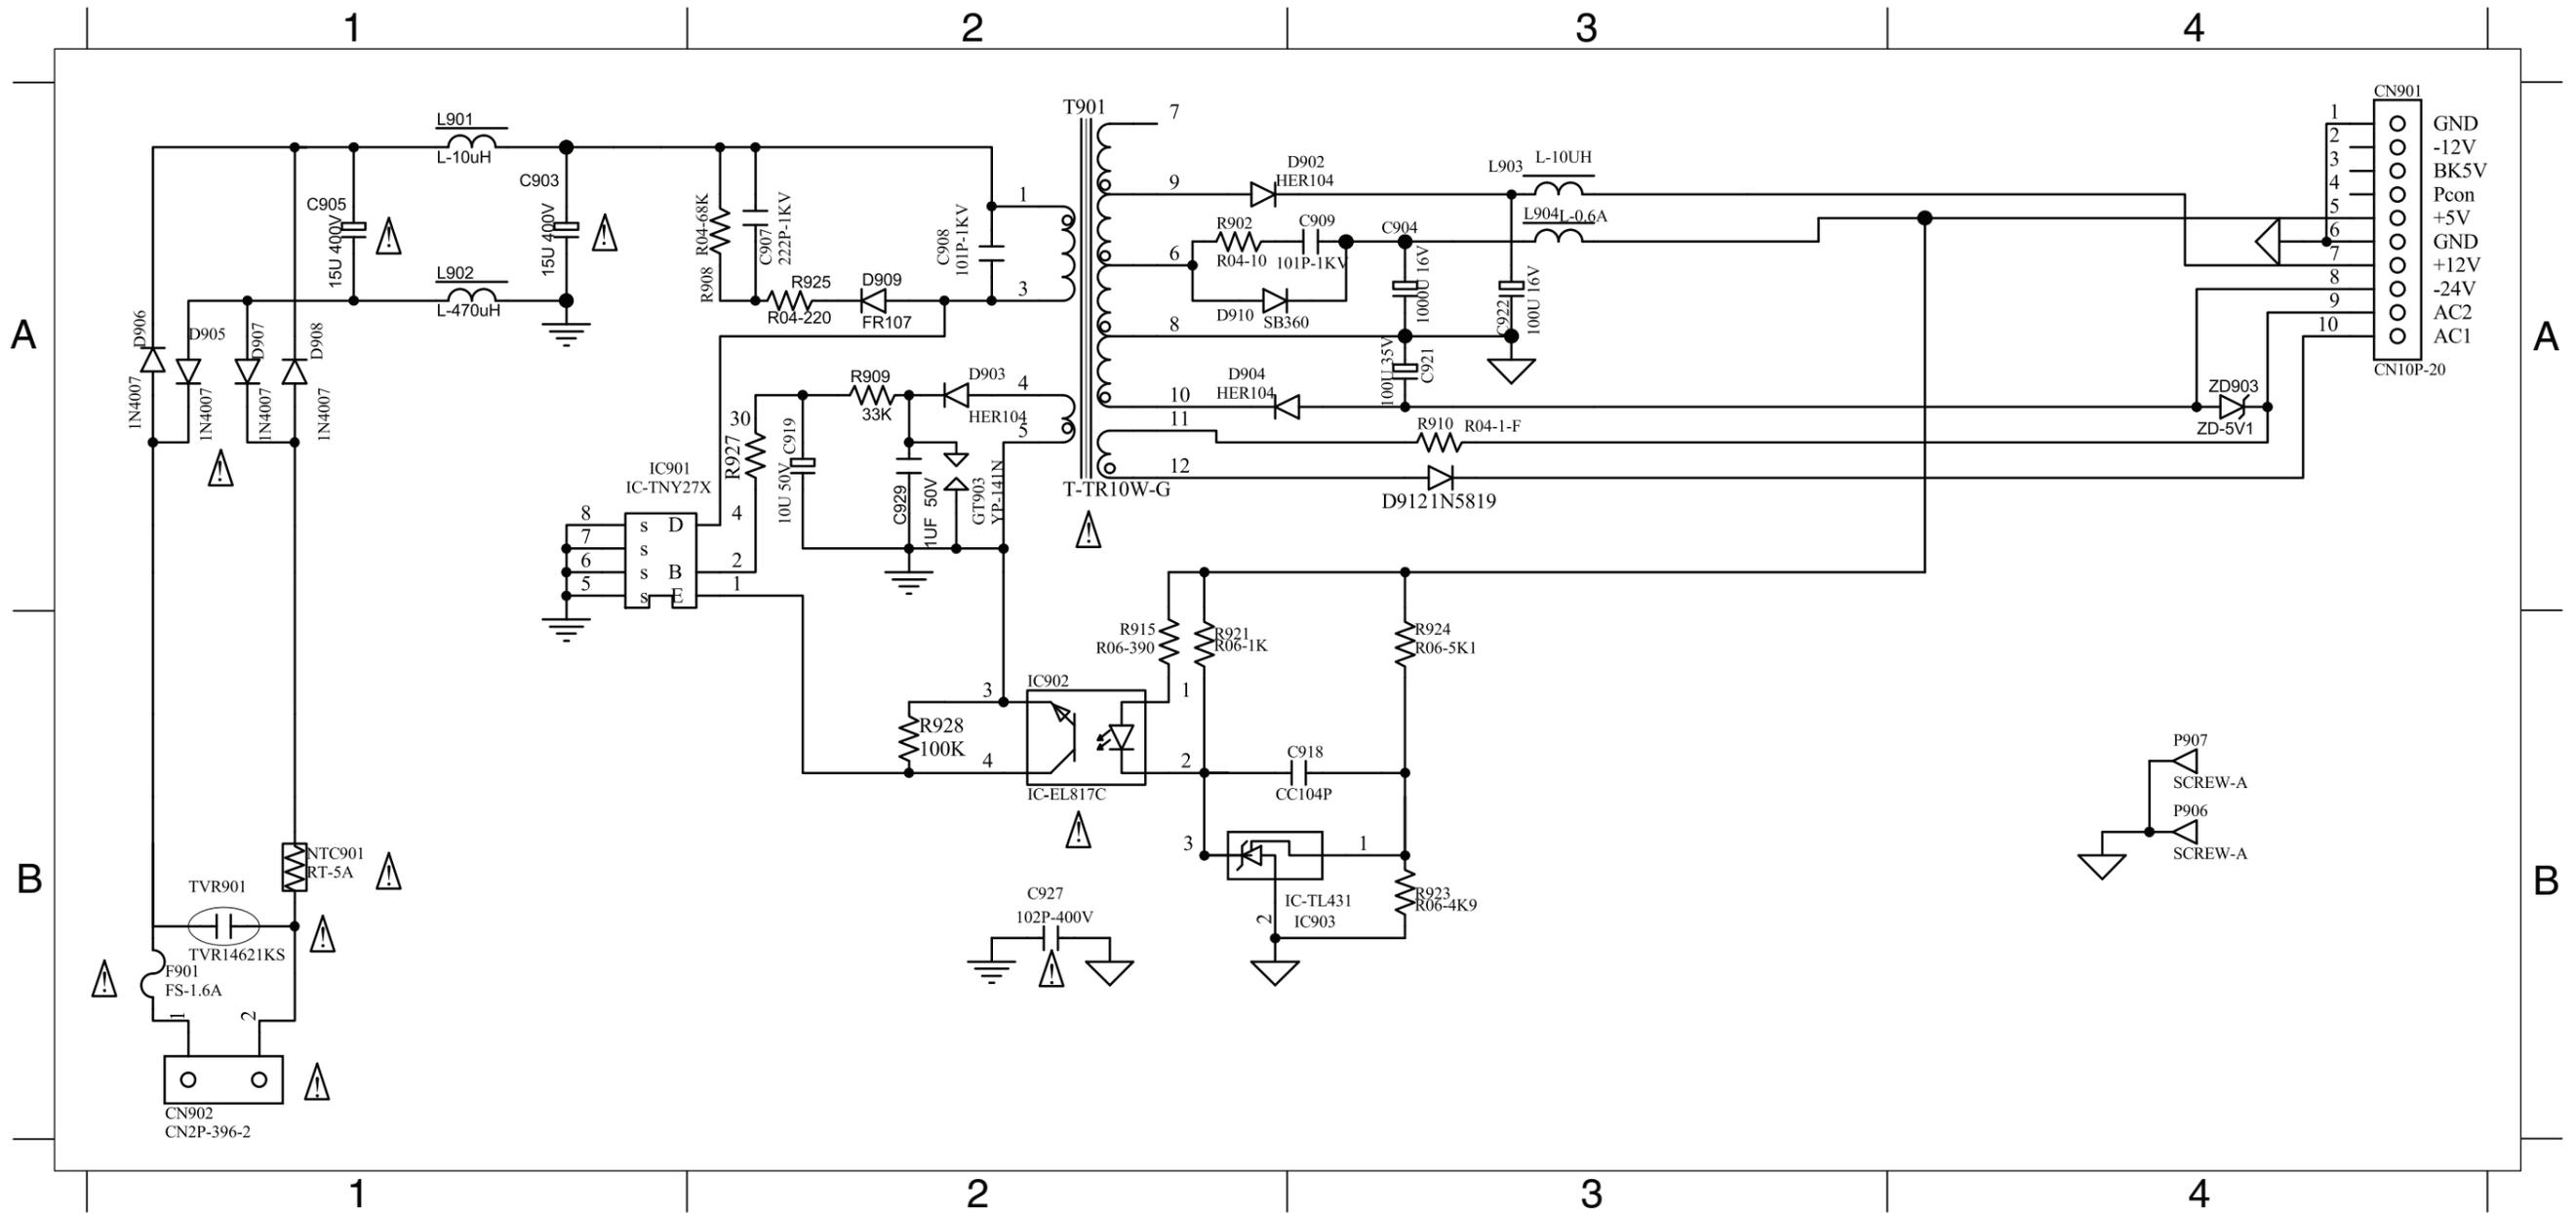 1 2 3 4
A
A
B
B
L901
L-10uH
C903
15U 400V
C905
15U 400V
L902
L-470uH
D906
1N4007
D905
1N4007
D907
1N4007
D908
1N4007
R04-68K
R908
C907
222P-1KV
R925
R04-220
D909
FR107
C908
101P-1KV
1
3
T901
T-TR10W-G
4
5
R909
33K
D903
HER104
30
R927
C919
10U 50V
C929
1UF 50V
GT903
YP-141N
IC901
IC-TNY27X
8
7
6
5
s D
s
s B
s E
4
2
1
7
9
6
8
10
11
12
D902
HER104
L903
L-10UH
R902
R04-10
C909
101P-1KV
C904
1000U 16V
L904
L-0.6A
D910
SB360
C922
100U 16V
100U 35V
C921
D904
HER104
R910
R04-1-F
D9121N5819
CN901
1 GND
2 -12V
3 BK5V
4 Pcon
5 +5V
6 GND
7 +12V
8 -24V
9 AC2
10 AC1
CN10P-20
ZD903
ZD-5V1
R915
R06-390
R921
R06-1K
R924
R06-5K1
IC902
3
4
1
2
IC-EL817C
R928
100K
C918
CC104P
3
1
2
IC-TL431
IC903
R923
R06-4K9
C927
102P-400V
P907
SCREW-A
P906
SCREW-A
NTC901
RT-5A
TVR901
TVR14621KS
F901
FS-1.6A
1
2
CN902
CN2P-396-2
!
!
!
!
!
!
!
!
!
!
1 2 3 4